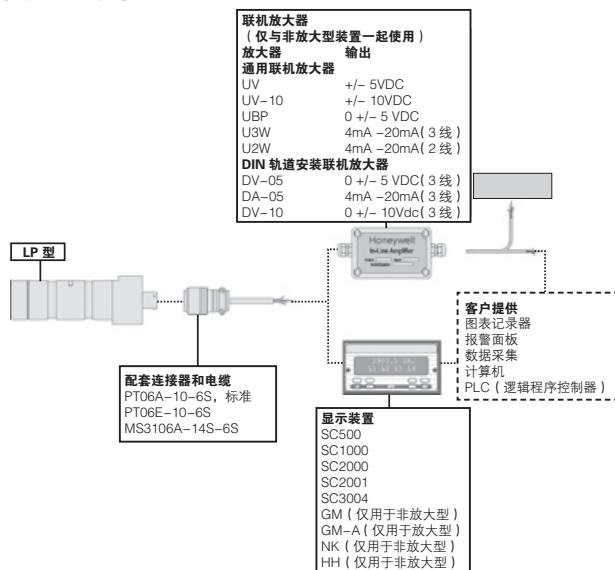 联机放大器
（仅与非放大型装置一起使用）
放大器 输出
通用联机放大器
UV +/- 5VDC
UV-10 +/- 10VDC
UBP 0 +/- 5 VDC
U3W 4mA -20mA(3 线)
U2W 4mA -20mA(2 线)
DIN 轨道安装联机放大器
DV-05 0 +/- 5 VDC(3 线)
DA-05 4mA -20mA(3 线)
DV-10 0 +/- 10Vdc(3 线)
Honeywell
In-Line Amplifier
LP 型
配套连接器和电缆
PT06A-10-6S，标准
PT06E-10-6S
MS3106A-14S-6S
客户提供
图表记录器
报警面板
数据采集
计算机
PLC（逻辑程序控制器）
显示装置
SC500
SC1000
SC2000
SC2001
SC3004
GM（仅用于非放大型）
GM-A（仅用于放大型）
NK（仅用于非放大型）
HH（仅用于非放大型）